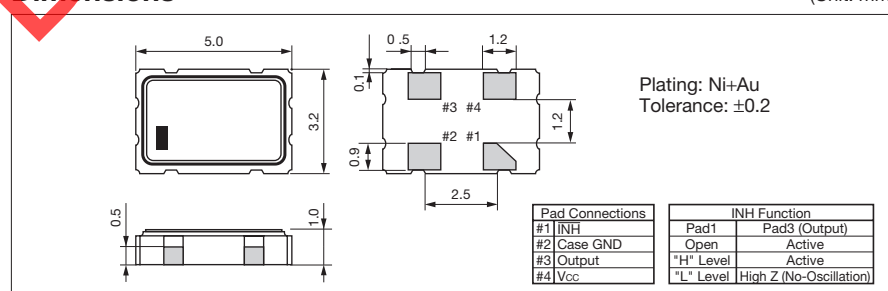 5.0
3.2
0.5
1.0
0.5
1.2
0.1
#3 #4
#2 #1
1.2
0.9
2.5
Plating: Ni+Au
Tolerance: ±0.2
Pad Connections
#1 INH
#2 Case GND
#3 Output
#4 Vcc
INH Function
Pad1 Pad3 (Output)
Open Active
"H" Level Active
"L" Level High Z (No-Oscillation)